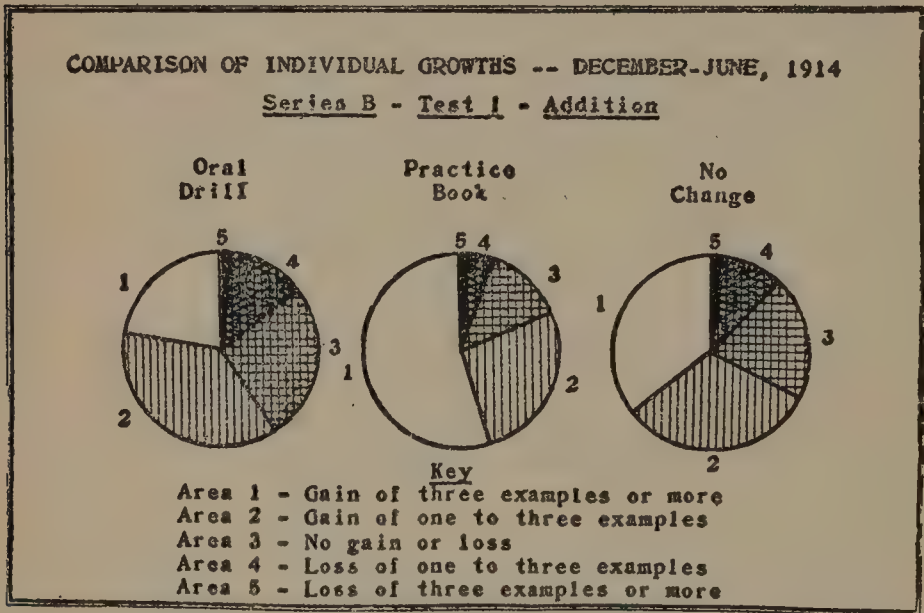 COMPARISON OF INDIVIDUAL GROWTHS -- DECEMBER-JUNE, 1914
Series B - Test 1 - Addition
Oral
Drill
Practice
Book
No
Change
5
4
1
3
2
5 4
3
1
2
5
4
1
3
2
Key
Area 1 - Gain of three examples or more
Area 2 - Gain of one to three examples
Area 3 - No gain or loss
Area 4 - Loss of one to three examples
Area 5 - Loss of three examples or more